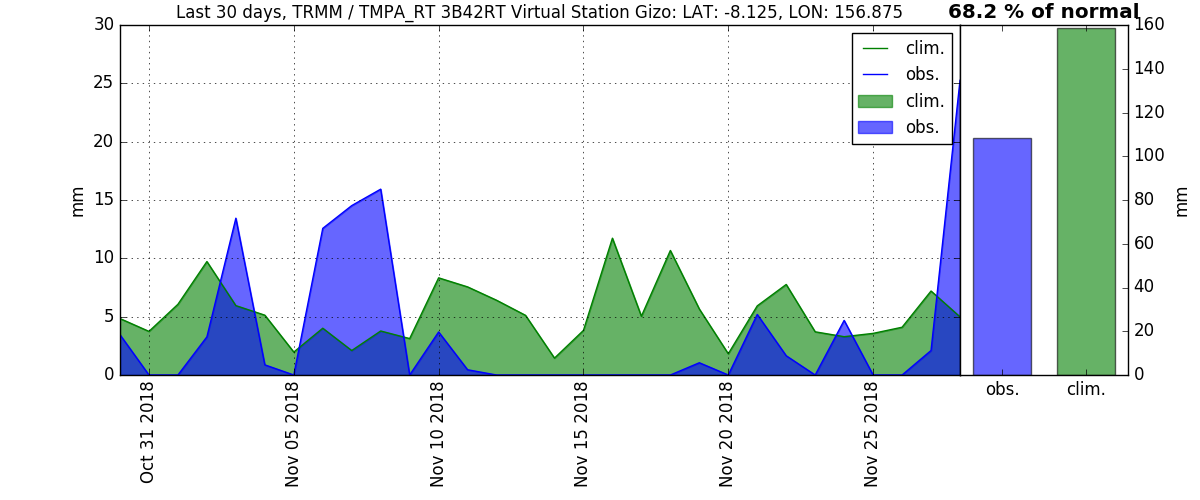 Last 30 days, TRMM / TMPA_RT 3B42RT Virtual Station Gizo: LAT: -8.125, LON: 156.875
68.2 % of normal
clim.
obs.
clim.
obs.
mm
30
25
20
15
10
5
0
160
140
120
100
80
60
40
20
0
mm
Oct 31 2018
Nov 05 2018
Nov 10 2018
Nov 15 2018
Nov 20 2018
Nov 25 2018
obs.
clim.